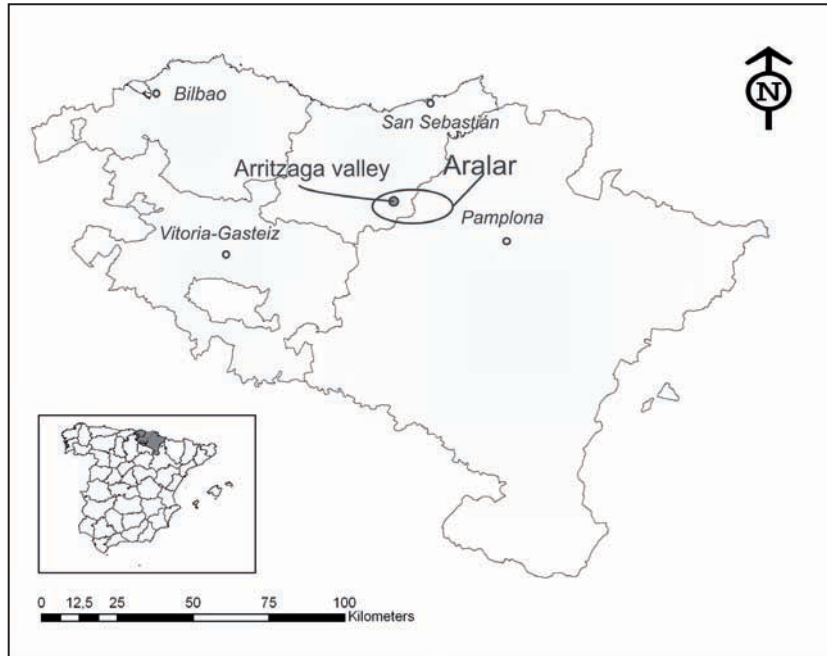 N
Bilbao
San Sebastián
Arritzaga valley
Aralar
Vitoria-Gasteiz
Pamplona
0 12,5 25 50 75 100
Kilometers